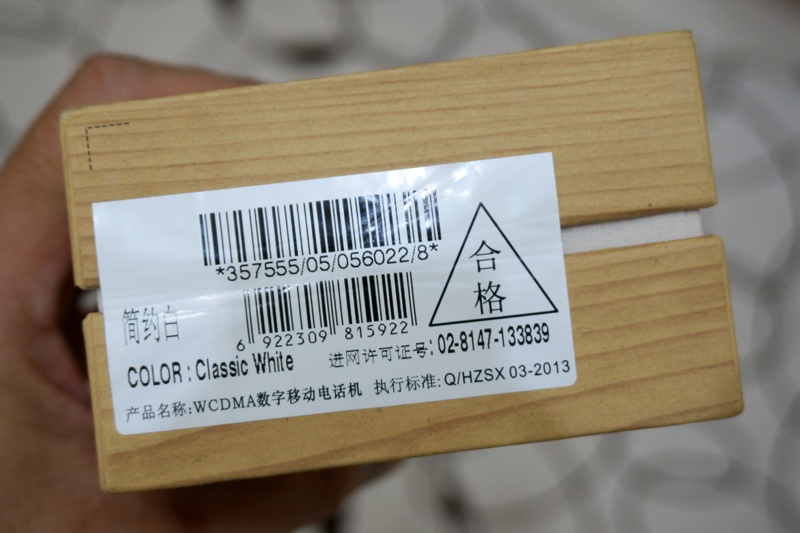 *357555/05/056022/8*
合
格
简约白
6 922309 815922
COLOR : Classic White
进网许可证号: 02-8147-133839
产品名称:WCDMA数字移动电话机 执行标准: Q/HZSX 03-2013